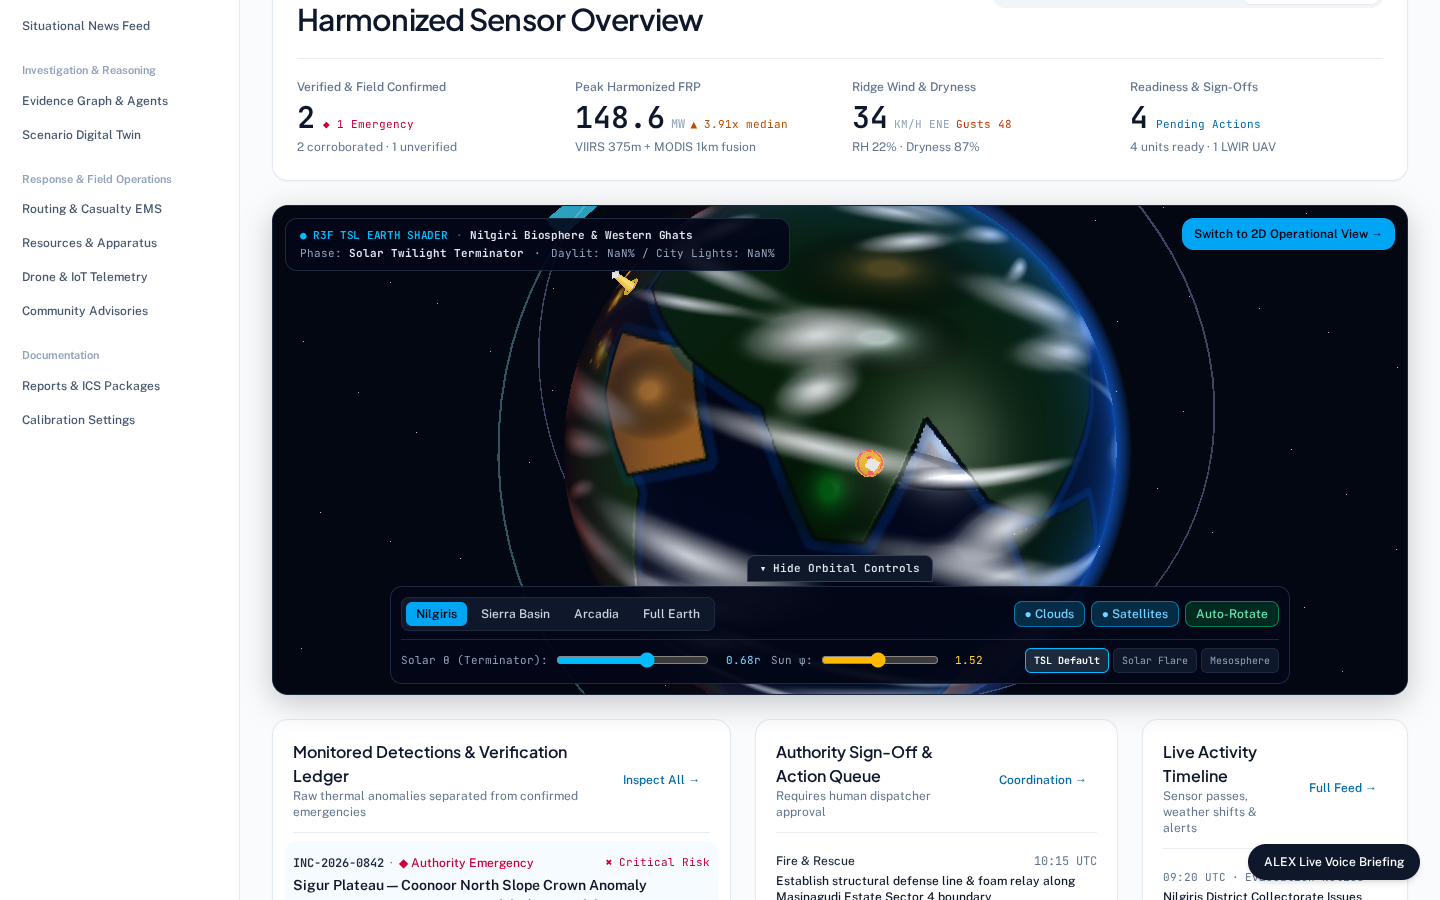 Situational News Feed
Investigation & Reasoning
Evidence Graph & Agents
Scenario Digital Twin
Response & Field Operations
Routing & Casualty EMS
Resources & Apparatus
Drone & IoT Telemetry
Community Advisories
Documentation
Reports & ICS Packages
Calibration Settings
Harmonized Sensor Overview
Verified & Field Confirmed
2 ◆ 1 Emergency
2 corroborated · 1 unverified
Peak Harmonized FRP
148.6 MW ▲ 3.91x median
VIIRS 375m + MODIS 1km fusion
Ridge Wind & Dryness
34 KM/H ENE Gusts 48
RH 22% · Dryness 87%
Readiness & Sign-Offs
4 Pending Actions
4 units ready · 1 LWIR UAV
● R3F TSL EARTH SHADER · Nilgiri Biosphere & Western Ghats
Phase: Solar Twilight Terminator · Daylit: NaN% / City Lights: NaN%
Switch to 2D Operational View →
▾ Hide Orbital Controls
Nilgiris Sierra Basin Arcadia Full Earth
● Clouds ● Satellites Auto-Rotate
Solar θ (Terminator): 0.68r Sun ψ: 1.52
TSL Default Solar Flare Mesosphere
Monitored Detections & Verification
Ledger
Raw thermal anomalies separated from confirmed
emergencies
Inspect All →
INC-2026-0842 · ◆ Authority Emergency ✖ Critical Risk
Sigur Plateau — Coonoor North Slope Crown Anomaly
Authority Sign-Off &
Action Queue
Requires human dispatcher
approval
Coordination →
Fire & Rescue 10:15 UTC
Establish structural defense line & foam relay along
Masinagudi Estate Sector 4 boundary
Live Activity
Timeline
Sensor passes,
weather shifts &
alerts
Full Feed →
09:20 UTC ·
Nilgiris District Collectorate Issues
ALEX Live Voice Briefing